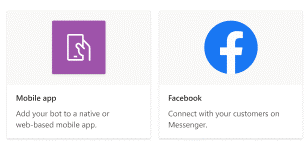 Mobile app
Add your bot to a native or
web-based mobile app.
Facebook
Connect with your customers on
Messenger.